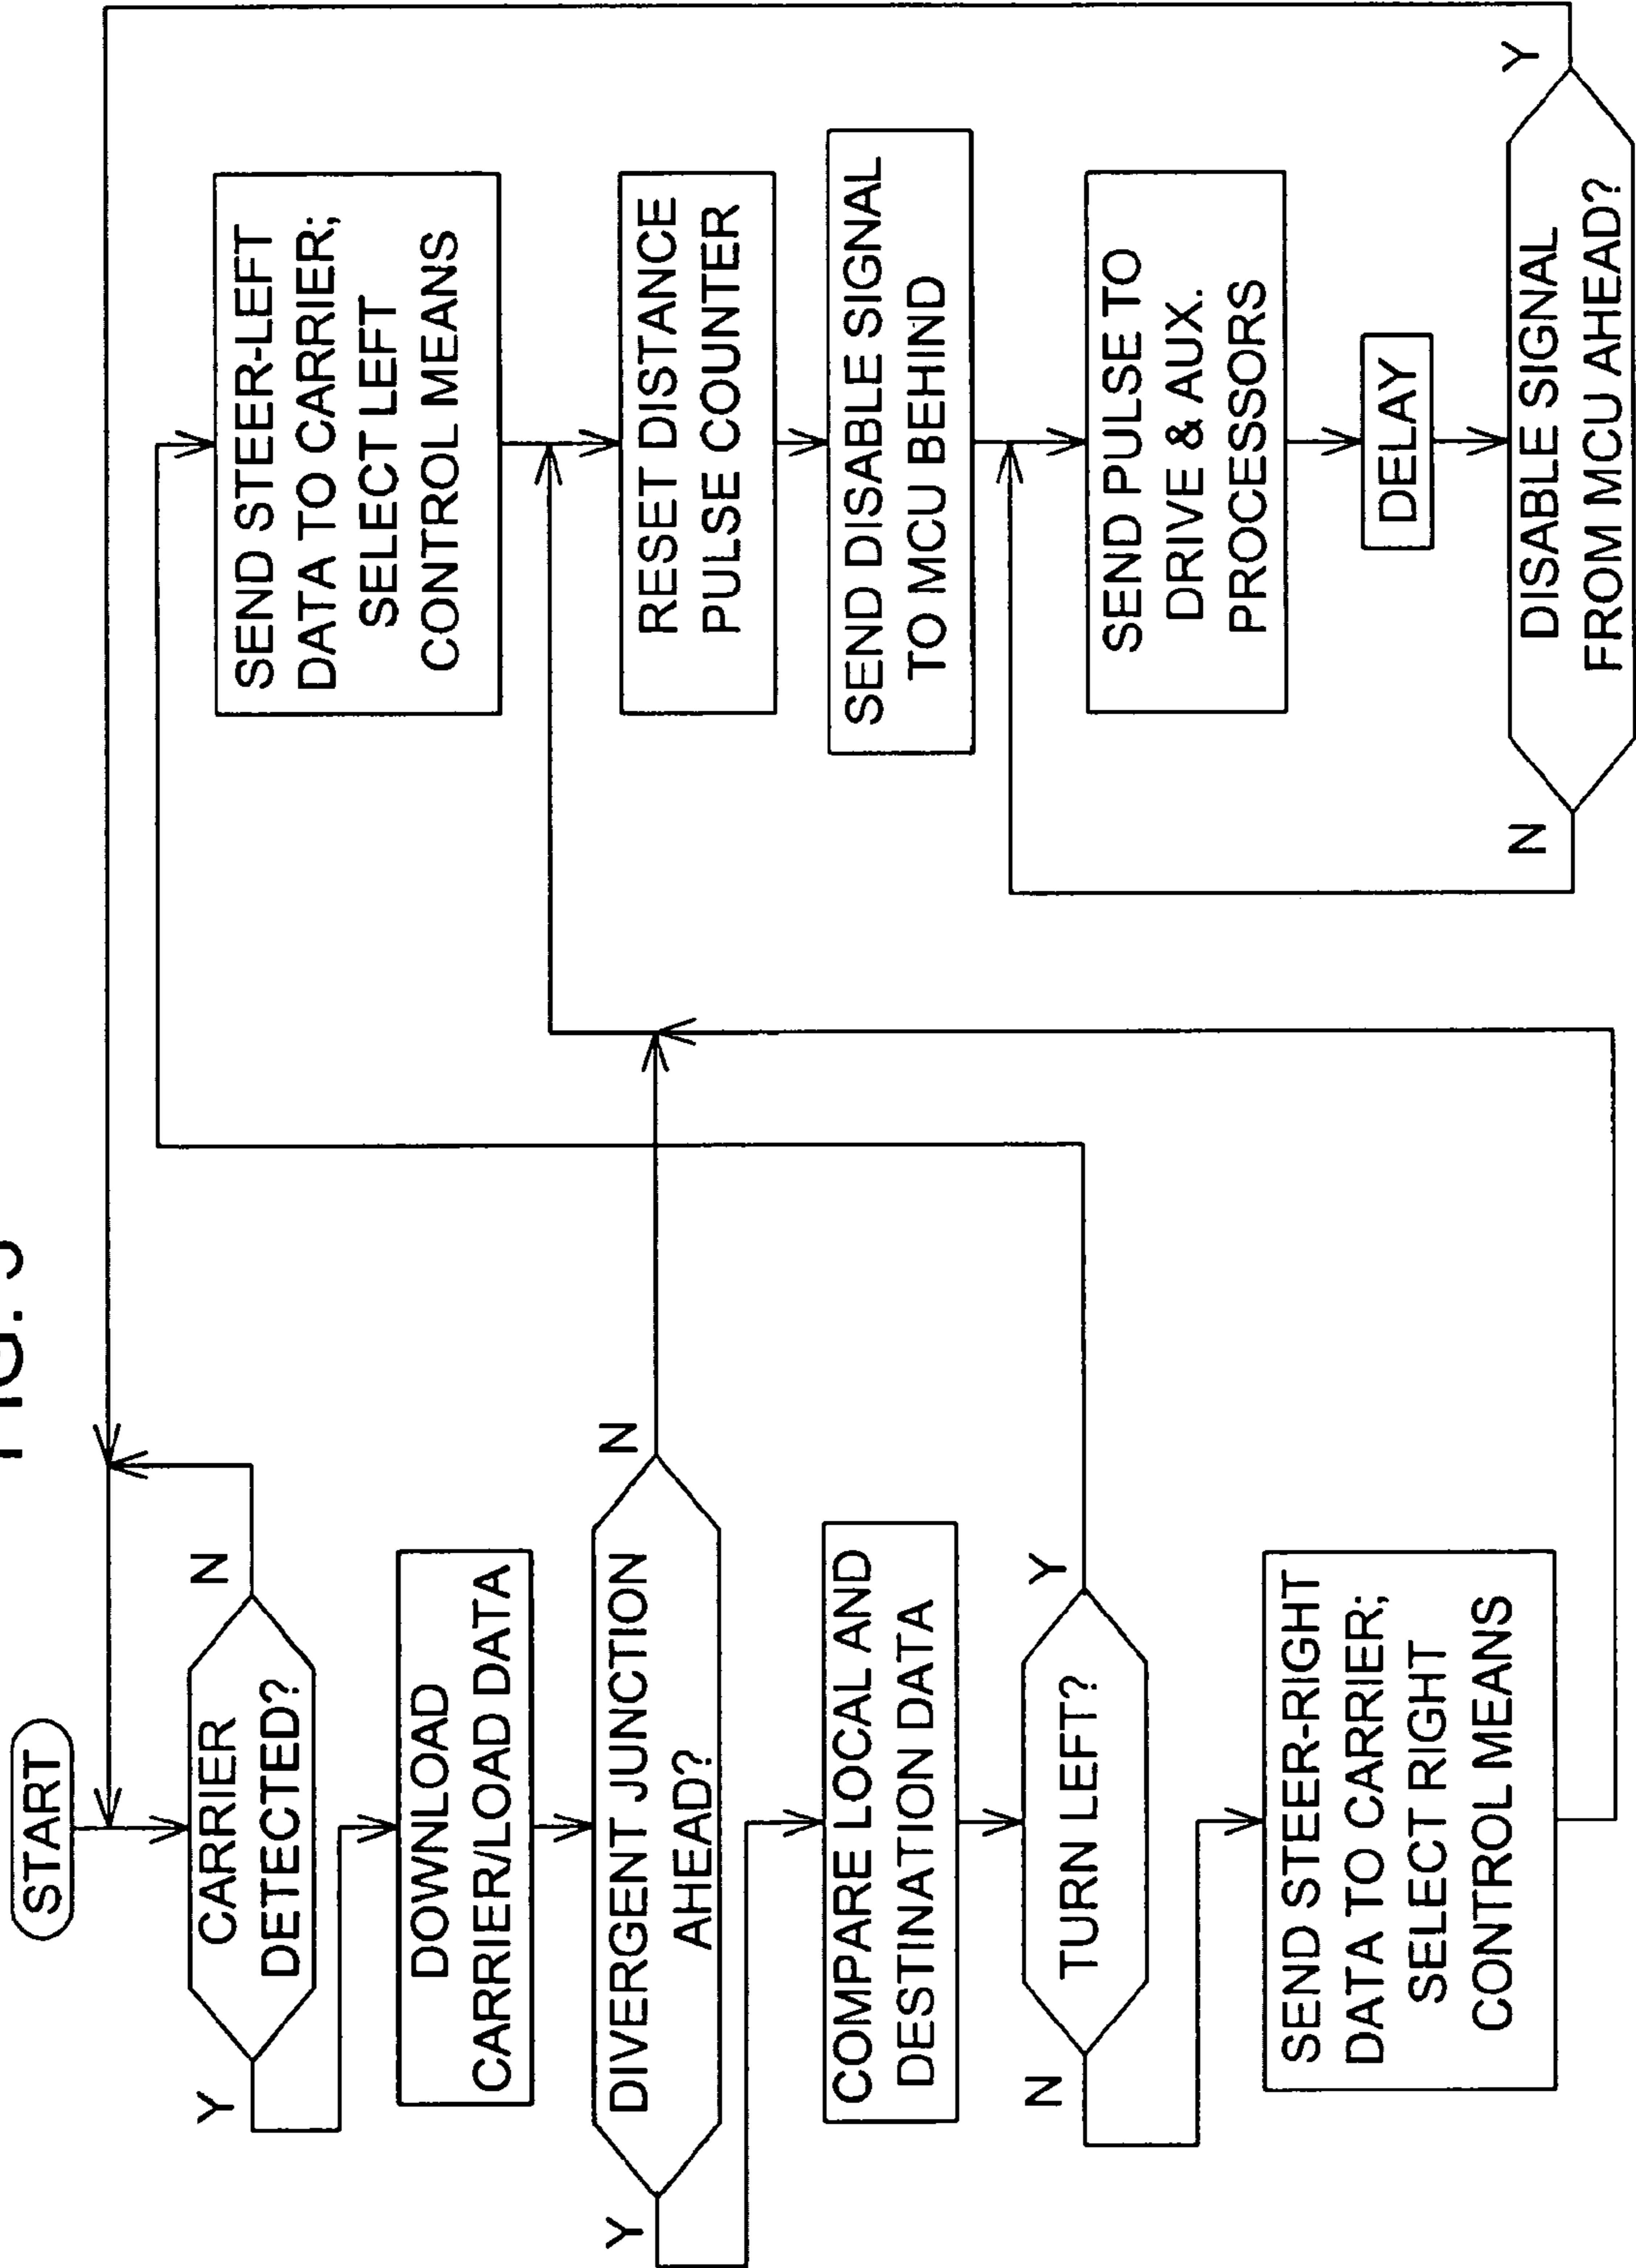 FIG.
START
CARRIER
DETECTED?
N
Y
DOWNLOAD
CARRIER/LOAD DATA
DIVERGENT JUNCTION
AHEAD?
N
Y
COMPARE LOCAL AND
DESTINATION DATA
TURN LEFT?
Y
N
SEND STEER-RIGHT
DATA TO CARRIER;
SELECT RIGHT
CONTROL MEANS
SEND STEER-LEFT
DATA TO CARRIER;
SELECT LEFT
CONTROL MEANS
RESET DISTANCE
PULSE COUNTER
SEND DISABLE SIGNAL
TO MCU BEHIND
SEND PULSE TO
DRIVE & AUX.
PROCESSORS
DELAY
DISABLE SIGNAL
FROM MCU AHEAD?
Y
N